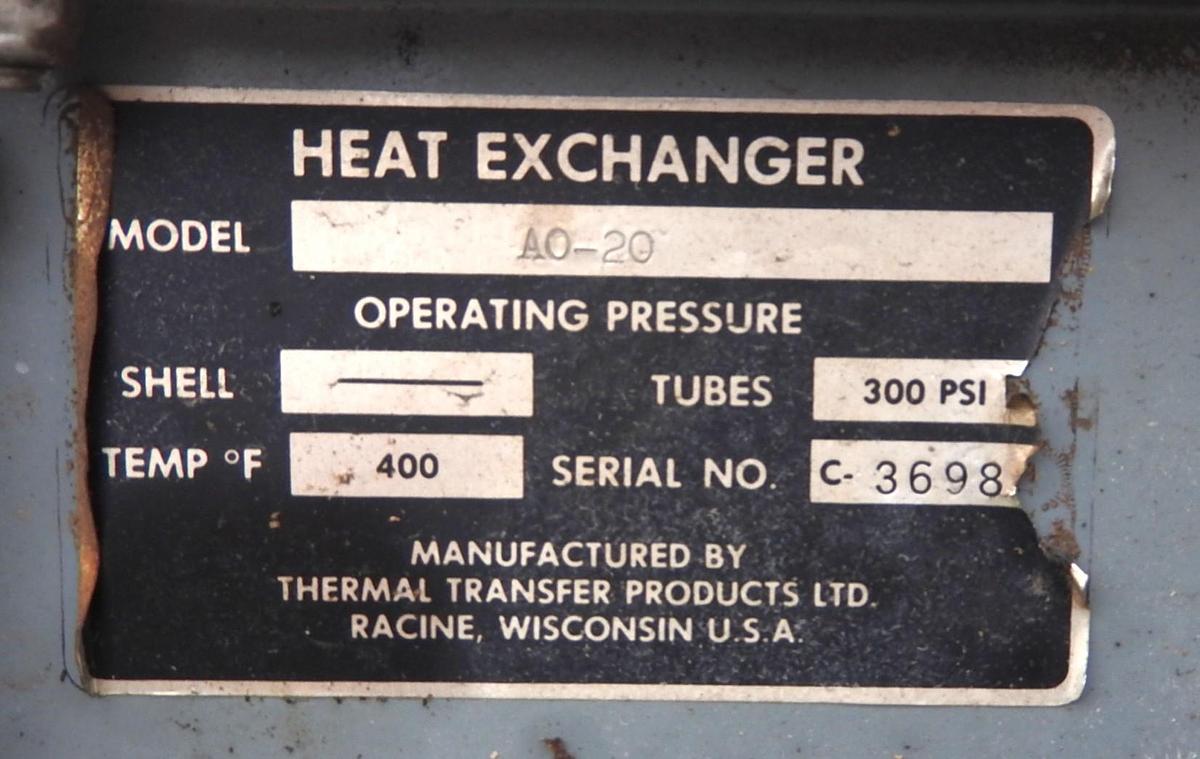 HEAT EXCHANGER
MODEL AO-20
OPERATING PRESSURE
SHELL — TUBES 300 PSI
TEMP °F 400 SERIAL NO. C- 3698
MANUFACTURED BY
THERMAL TRANSFER PRODUCTS LTD.
RACINE, WISCONSIN U.S.A.